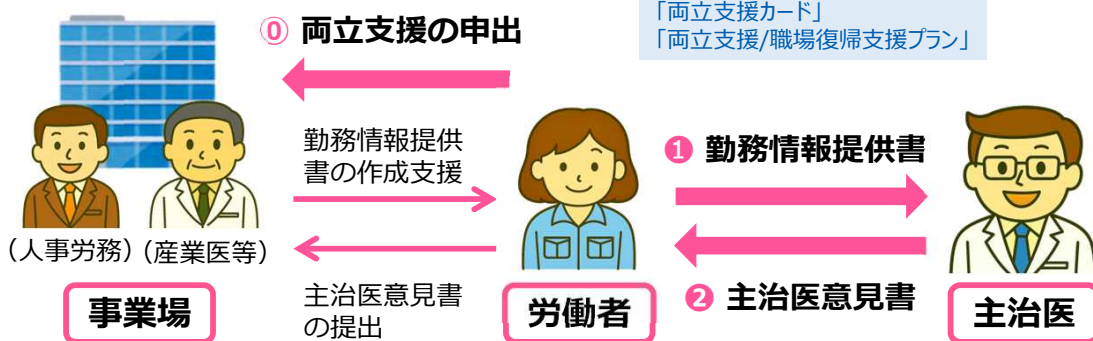 「両立支援カード」
「両立支援/職場復帰支援プラン」
⓪ 両立支援の申出
勤務情報提供
書の作成支援
❶ 勤務情報提供書
(人事労務)(産業医等)
主治医意見書
の提出
❷ 主治医意見書
事業場
労働者
主治医